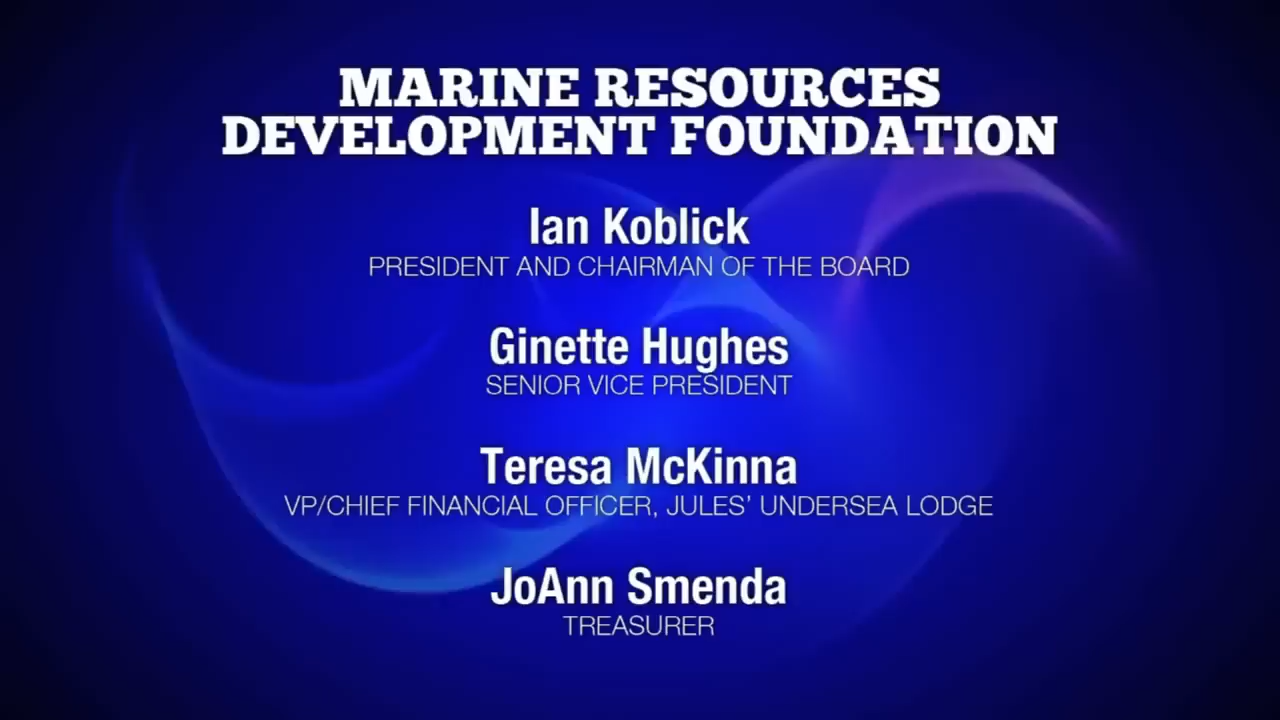 MARINE RESOURCES
DEVELOPMENT FOUNDATION
Ian Koblick
PRESIDENT AND CHAIRMAN OF THE BOARD
Ginette Hughes
SENIOR VICE PRESIDENT
Teresa McKinna
VP/CHIEF FINANCIAL OFFICER, JULES’ UNDERSEA LODGE
JoAnn Smenda
TREASURER